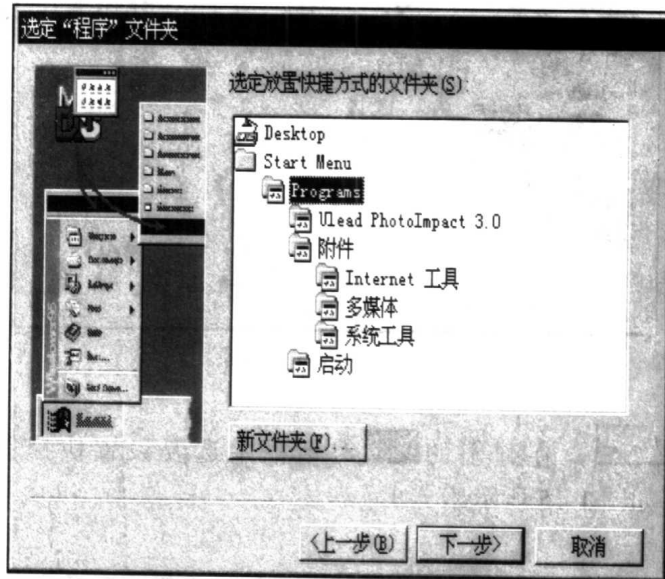 选定“程序”文件夹
选定放置快捷方式的文件夹(S):
Desktop
Start Menu
Programs
Ulead PhotoImpact 3.0
附件
Internet 工具
多媒体
系统工具
启动
新文件夹(F)...
<上一步(B)
下一步>
取消